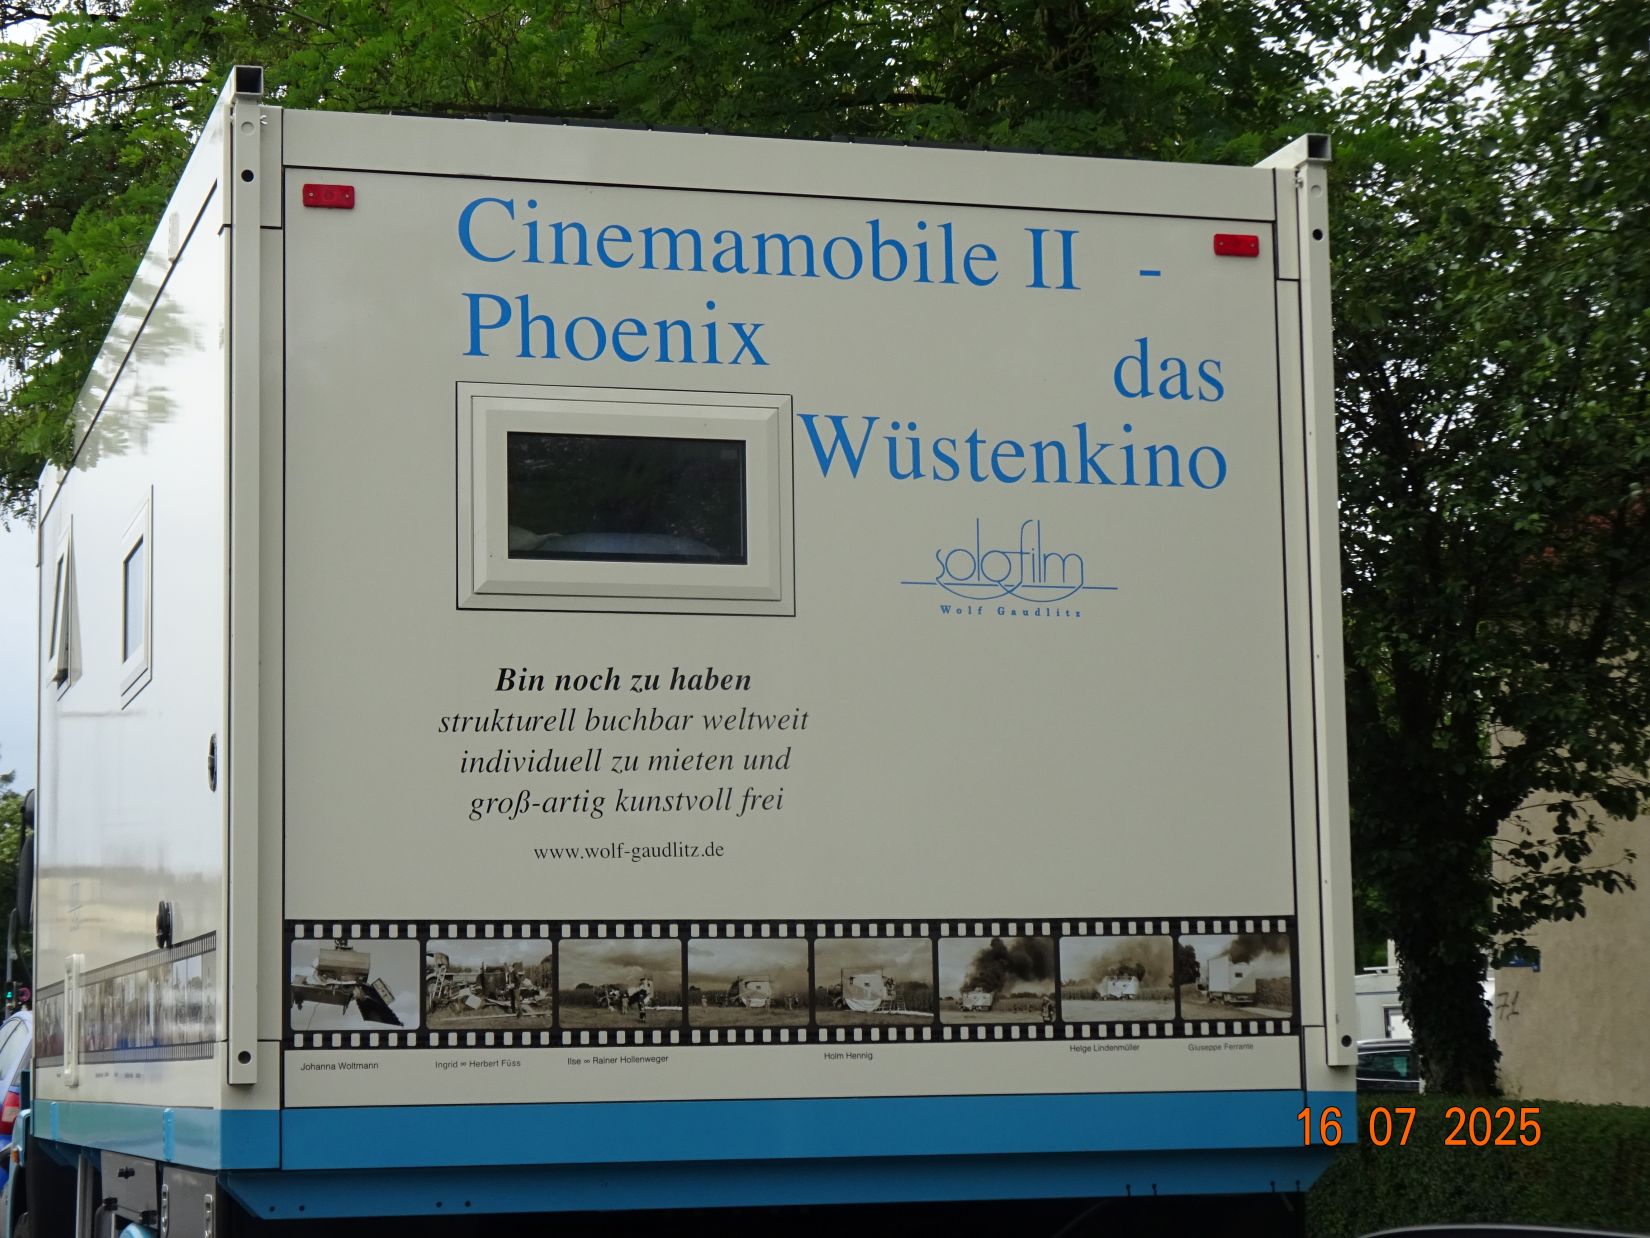 Cinemamobile II -
Phoenix
das
Wüstenkino
solofilm
Wolf Gaudlitz
Bin noch zu haben
strukturell buchbar weltweit
individuell zu mieten und
groß-artig kunstvoll frei
www.wolf-gaudlitz.de
Johanna Woltmann
Ingrid ∞ Herbert Füss
Ilse ∞ Rainer Hollenweger
Holm Hennig
Helge Lindenmüller
Giuseppe Ferrante
71
16 07 2025